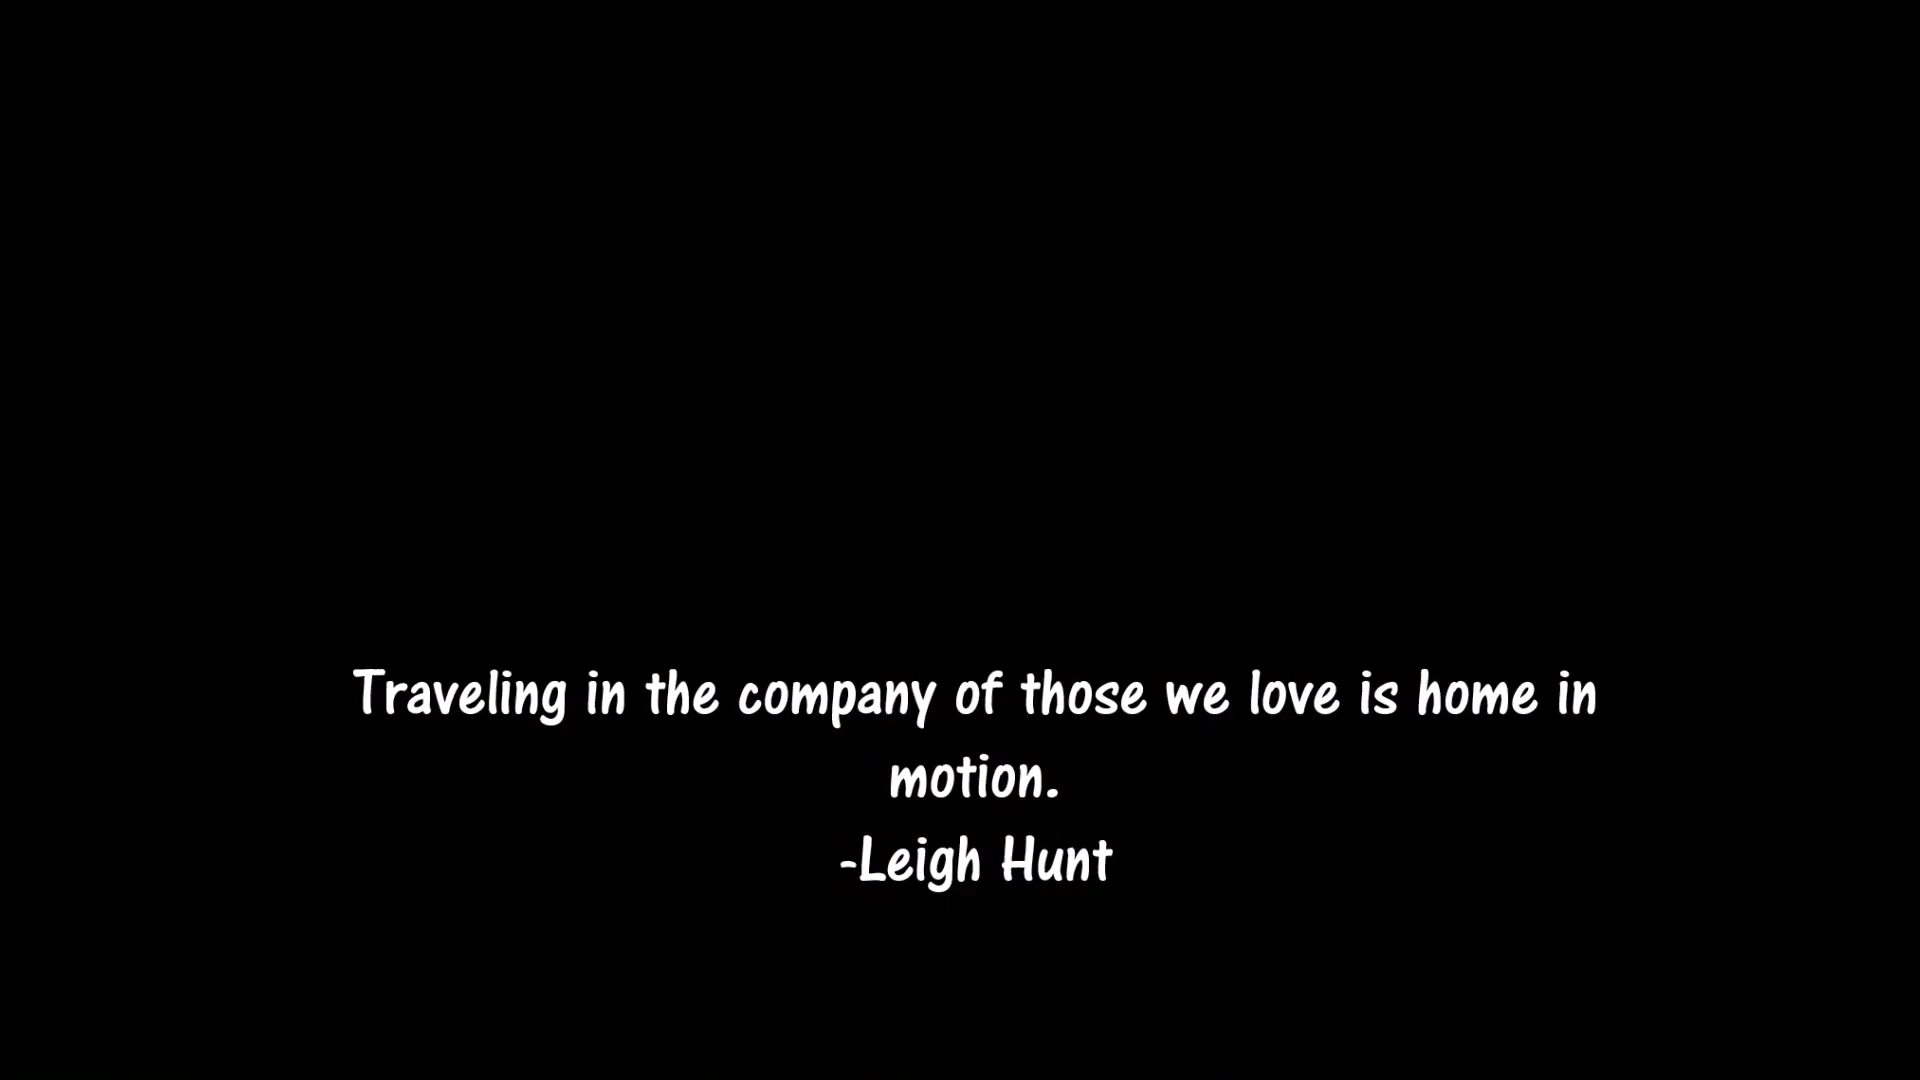 Traveling in the company of those we love is home in
motion.
-Leigh Hunt